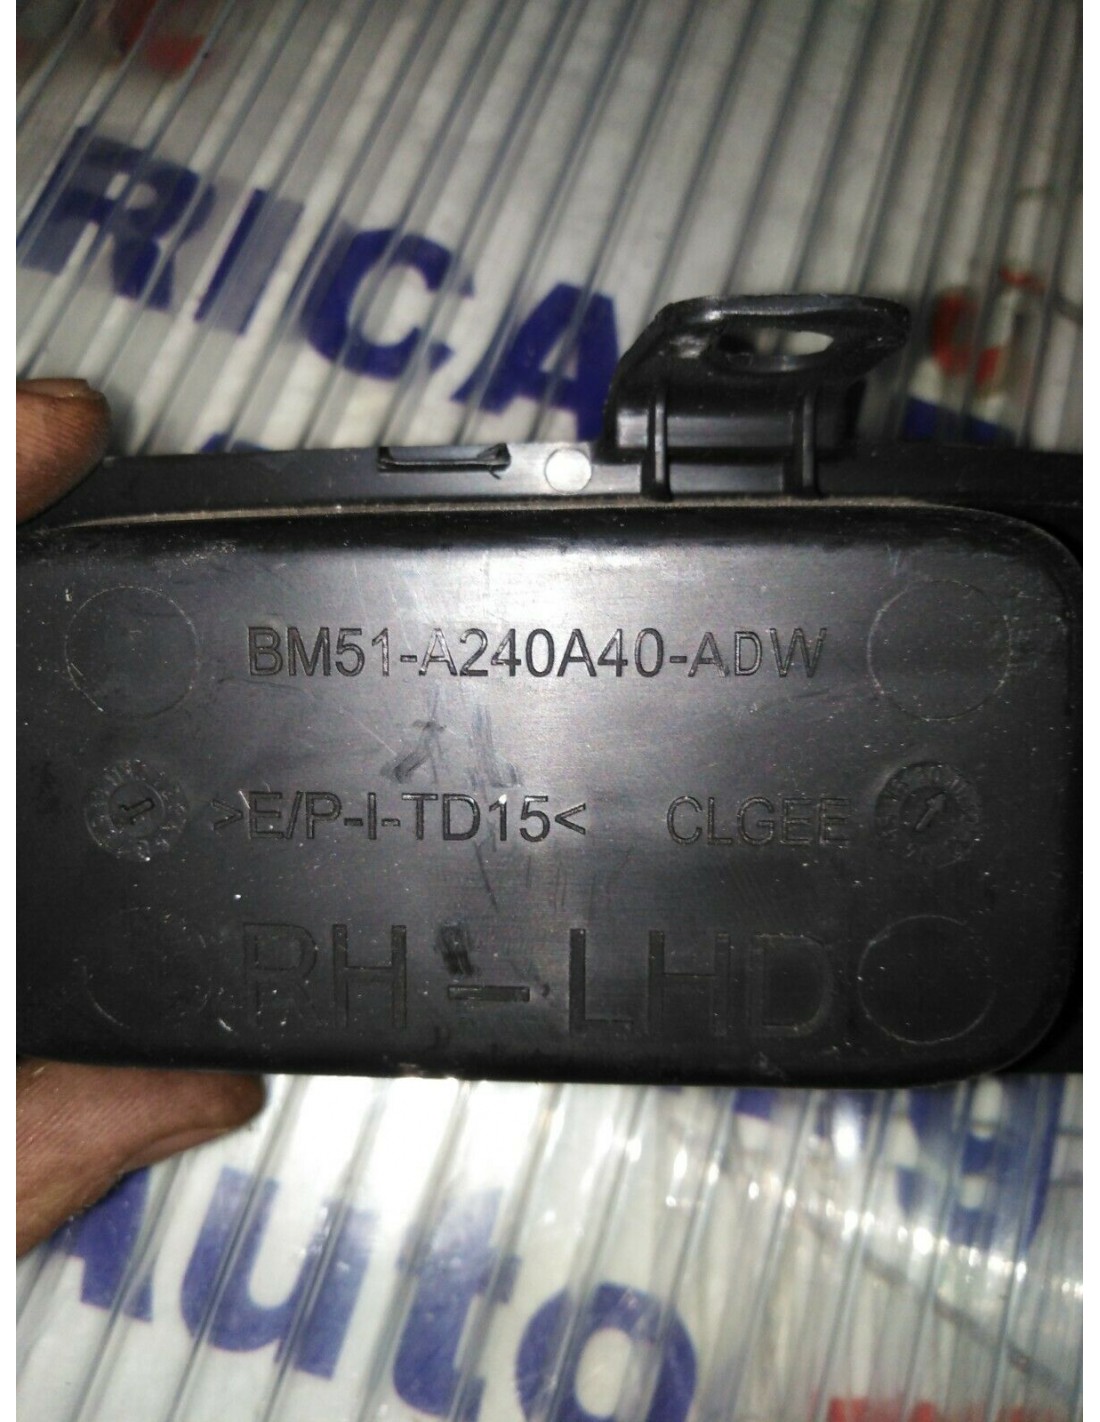 RICA
BM51-A240A40-ADW
>E/P-I-TD15< CLGEE
RH - LHD
Auto